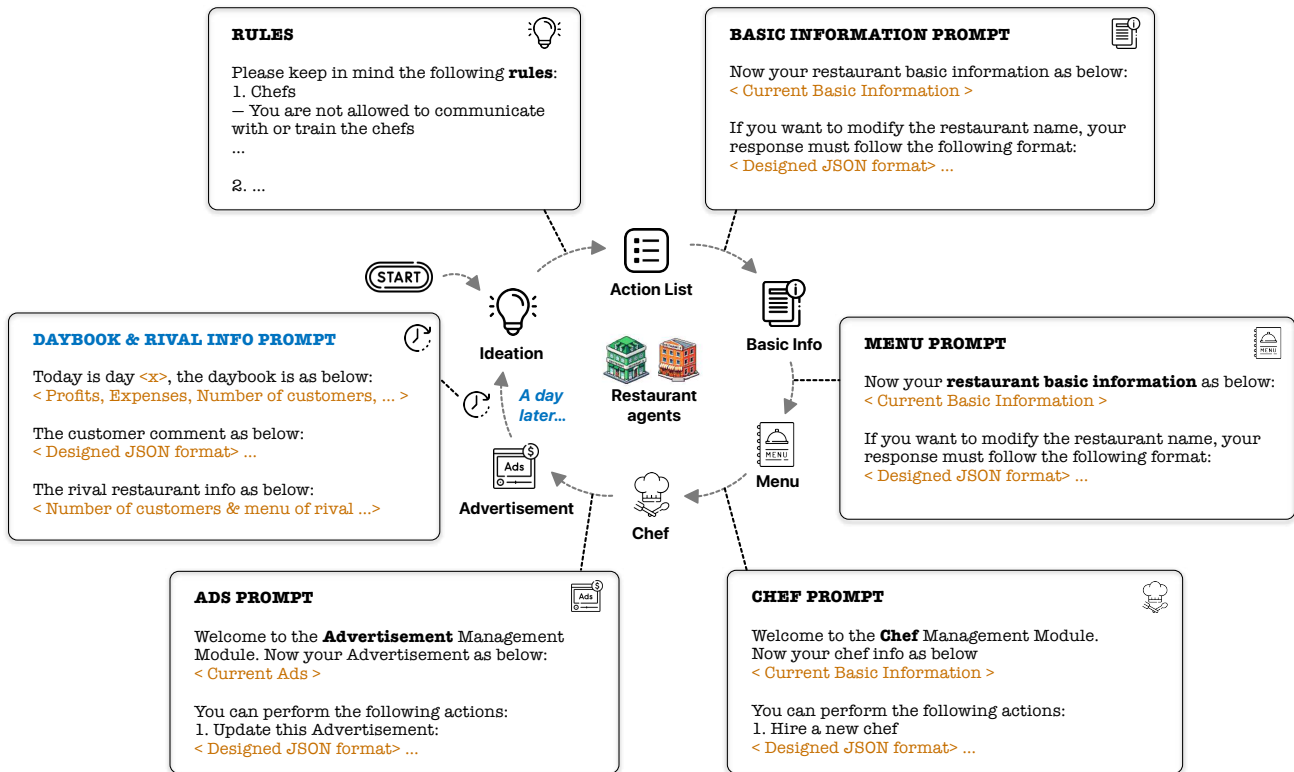 RULES
Please keep in mind the following rules:
1. Chefs
— You are not allowed to communicate
with or train the chefs
...
2. ...
BASIC INFORMATION PROMPT
Now your restaurant basic information as below:
< Current Basic Information >
If you want to modify the restaurant name, your
response must follow the following format:
< Designed JSON format> ...
START
Ideation
Action List
Basic Info
Menu
MENU
Chef
Advertisement
Ads
$
A day
later...
Restaurant
agents
DAYBOOK & RIVAL INFO PROMPT
Today is day <x>, the daybook is as below:
< Profits, Expenses, Number of customers, ... >
The customer comment as below:
< Designed JSON format> ...
The rival restaurant info as below:
< Number of customers & menu of rival ...>
MENU PROMPT
MENU
Now your restaurant basic information as below:
< Current Basic Information >
If you want to modify the restaurant name, your
response must follow the following format:
< Designed JSON format> ...
ADS PROMPT
Ads
$
Welcome to the Advertisement Management
Module. Now your Advertisement as below:
< Current Ads >
You can perform the following actions:
1. Update this Advertisement:
< Designed JSON format> ...
CHEF PROMPT
Welcome to the Chef Management Module.
Now your chef info as below
< Current Basic Information >
You can perform the following actions:
1. Hire a new chef
< Designed JSON format> ...